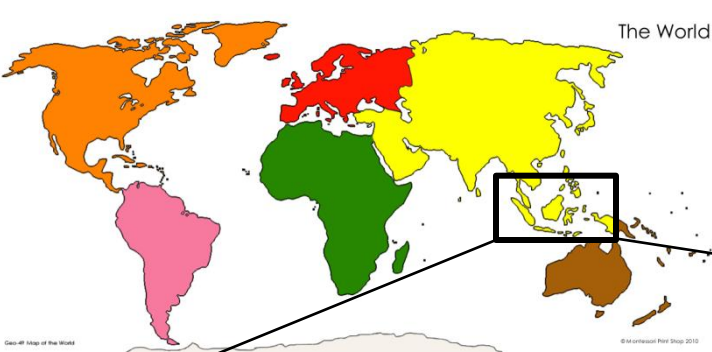 The World
Geo-49 Map of the World
© Montessori Print Shop 2010